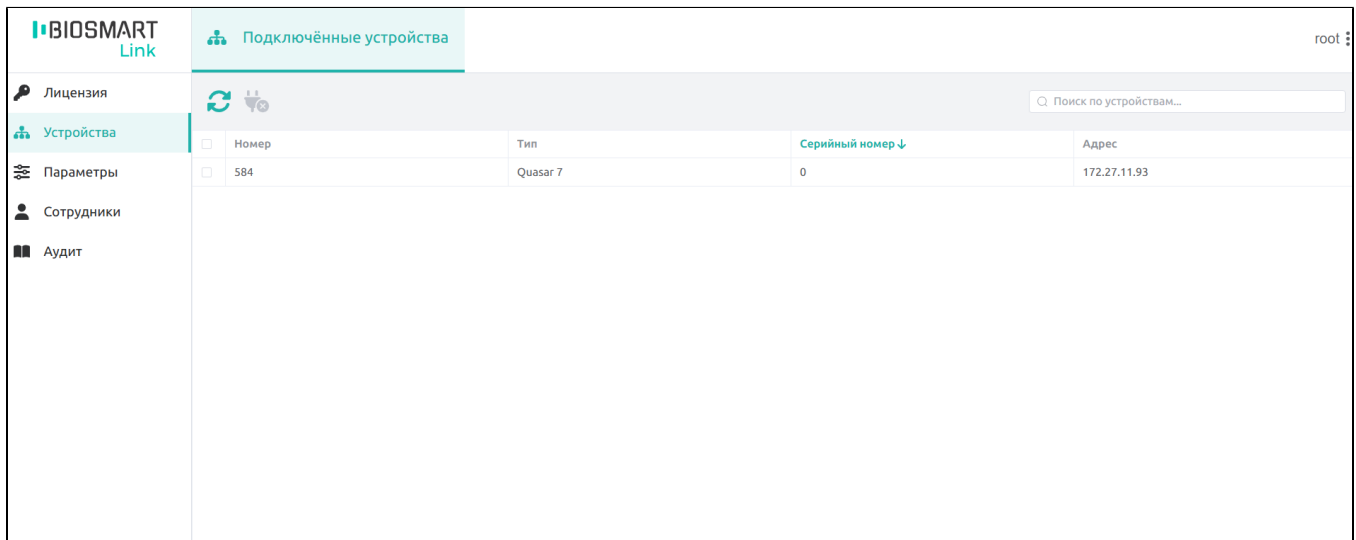 BIOSMART
Link
Подключённые устройства
root
Лицензия
Устройства
Параметры
Сотрудники
Аудит
Поиск по устройствам...
Номер Тип Серийный номер Адрес
584 Quasar 7 0 172.27.11.93